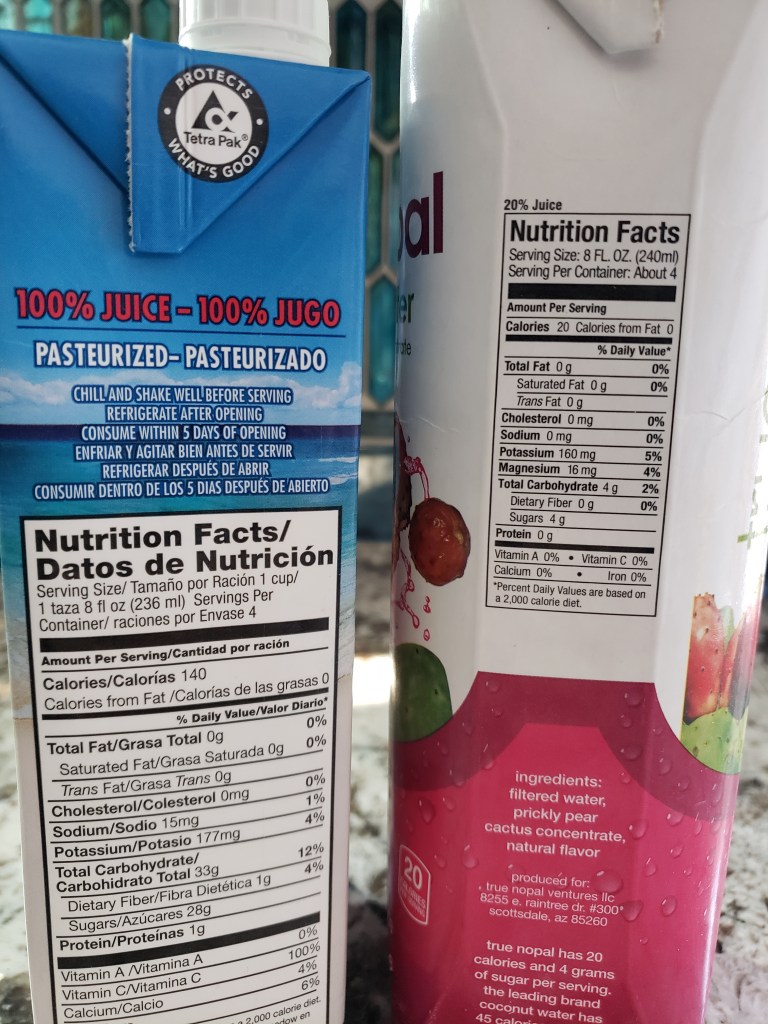 PROTECTS
Tetra Pak®
WHAT'S GOOD
100% JUICE – 100% JUGO
PASTEURIZED – PASTEURIZADO
CHILL AND SHAKE WELL BEFORE SERVING
REFRIGERATE AFTER OPENING
CONSUME WITHIN 5 DAYS OF OPENING
ENFRIAR Y AGITAR BIEN ANTES DE SERVIR
REFRIGERAR DESPUÉS DE ABRIR
CONSUMIR DENTRO DE LOS 5 DIAS DESPUÉS DE ABIERTO
Nutrition Facts/
Datos de Nutrición
Serving Size/ Tamaño por Ración 1 cup/
1 taza 8 fl oz (236 ml) Servings Per
Container/ raciones por Envase 4
Amount Per Serving/Cantidad por ración
Calories/Calorías 140
Calories from Fat /Calorías de las grasas 0
% Daily Value/Valor Diario*
Total Fat/Grasa Total 0g 0%
Saturated Fat/Grasa Saturada 0g 0%
Trans Fat/Grasa Trans 0g
Cholesterol/Colesterol 0mg 0%
Sodium/Sodio 15mg 1%
Potassium/Potasio 177mg 4%
Total Carbohydrate/
Carbohidrato Total 33g 12%
Dietary Fiber/Fibra Dietética 1g 4%
Sugars/Azúcares 28g
Protein/Proteínas 1g
Vitamin A /Vitamina A 0%
Vitamin C/Vitamina C 100%
Calcium/Calcio 4%
6%
a 2,000 calorie diet.
20% Juice
Nutrition Facts
Serving Size: 8 FL. OZ. (240ml)
Serving Per Container: About 4
Amount Per Serving
Calories 20 Calories from Fat 0
% Daily Value*
Total Fat 0 g 0%
Saturated Fat 0 g 0%
Trans Fat 0 g
Cholesterol 0 mg 0%
Sodium 0 mg 0%
Potassium 160 mg 5%
Magnesium 16 mg 4%
Total Carbohydrate 4 g 2%
Dietary Fiber 0 g 0%
Sugars 4 g
Protein 0 g
Vitamin A 0% • Vitamin C 0%
Calcium 0% • Iron 0%
*Percent Daily Values are based on
a 2,000 calorie diet.
ingredients:
filtered water,
prickly pear
cactus concentrate,
natural flavor
20
CALORIES
produced for:
true nopal ventures llc
8255 e. raintree dr. #300
scottsdale, az 85260
true nopal has 20
calories and 4 grams
of sugar per serving.
the leading brand
coconut water has